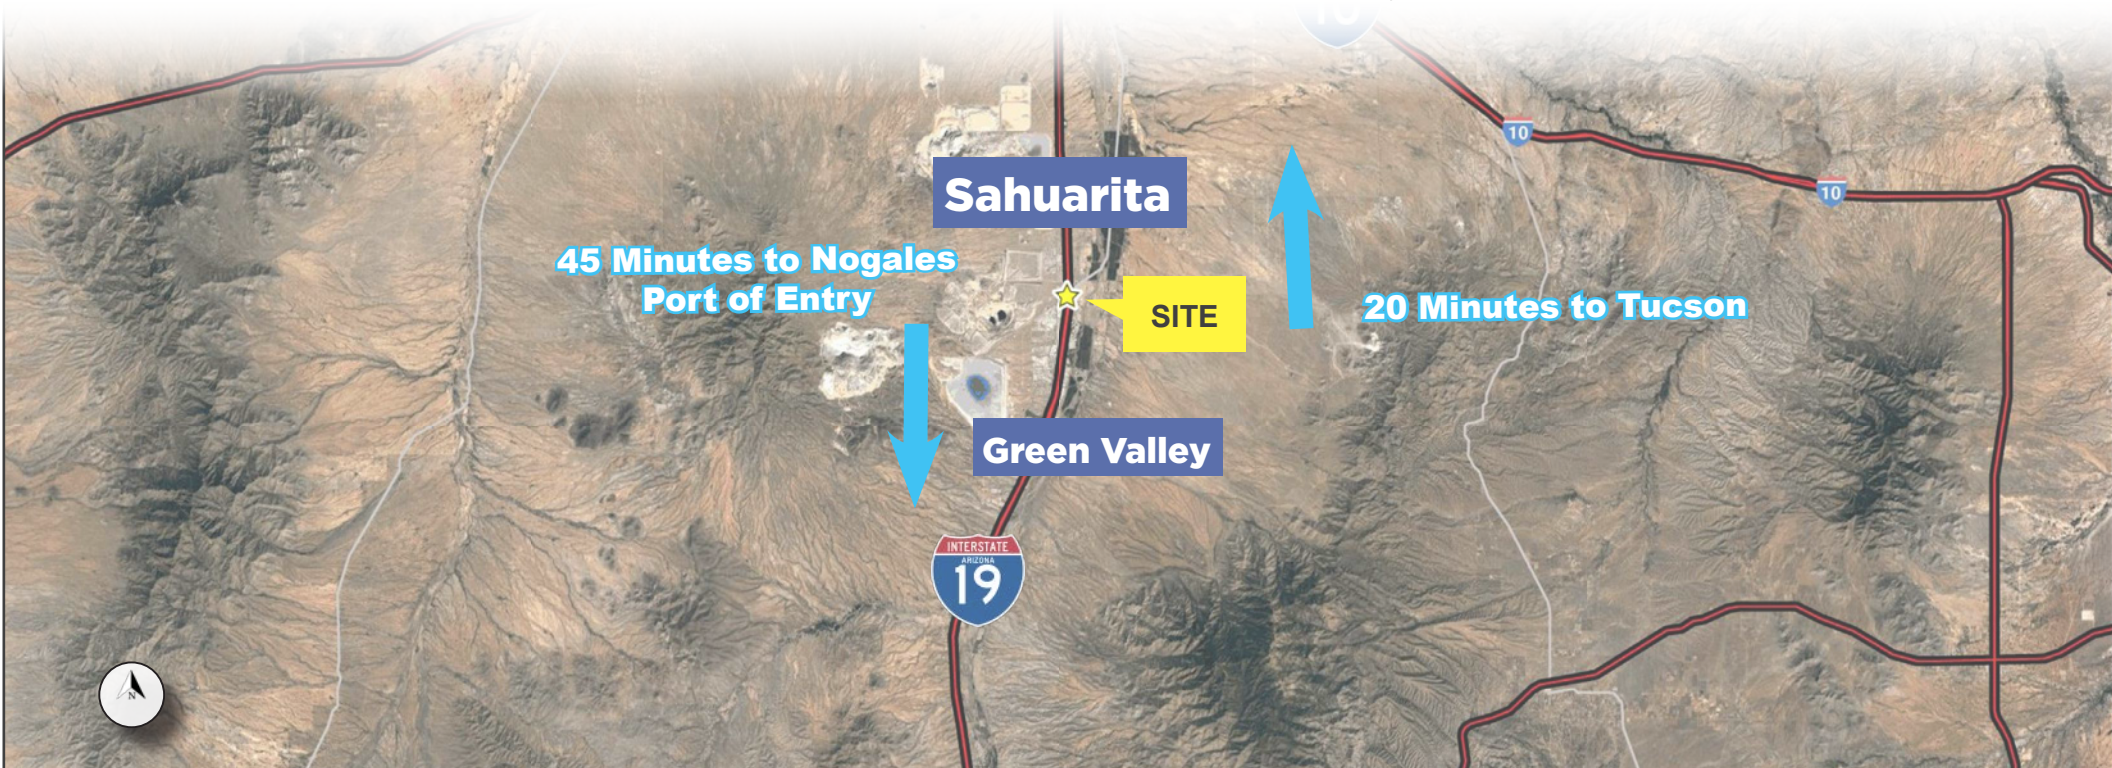 10
10
10
Sahuarita
45 Minutes to Nogales
Port of Entry
SITE
20 Minutes to Tucson
Green Valley
INTERSTATE
ARIZONA
19
N